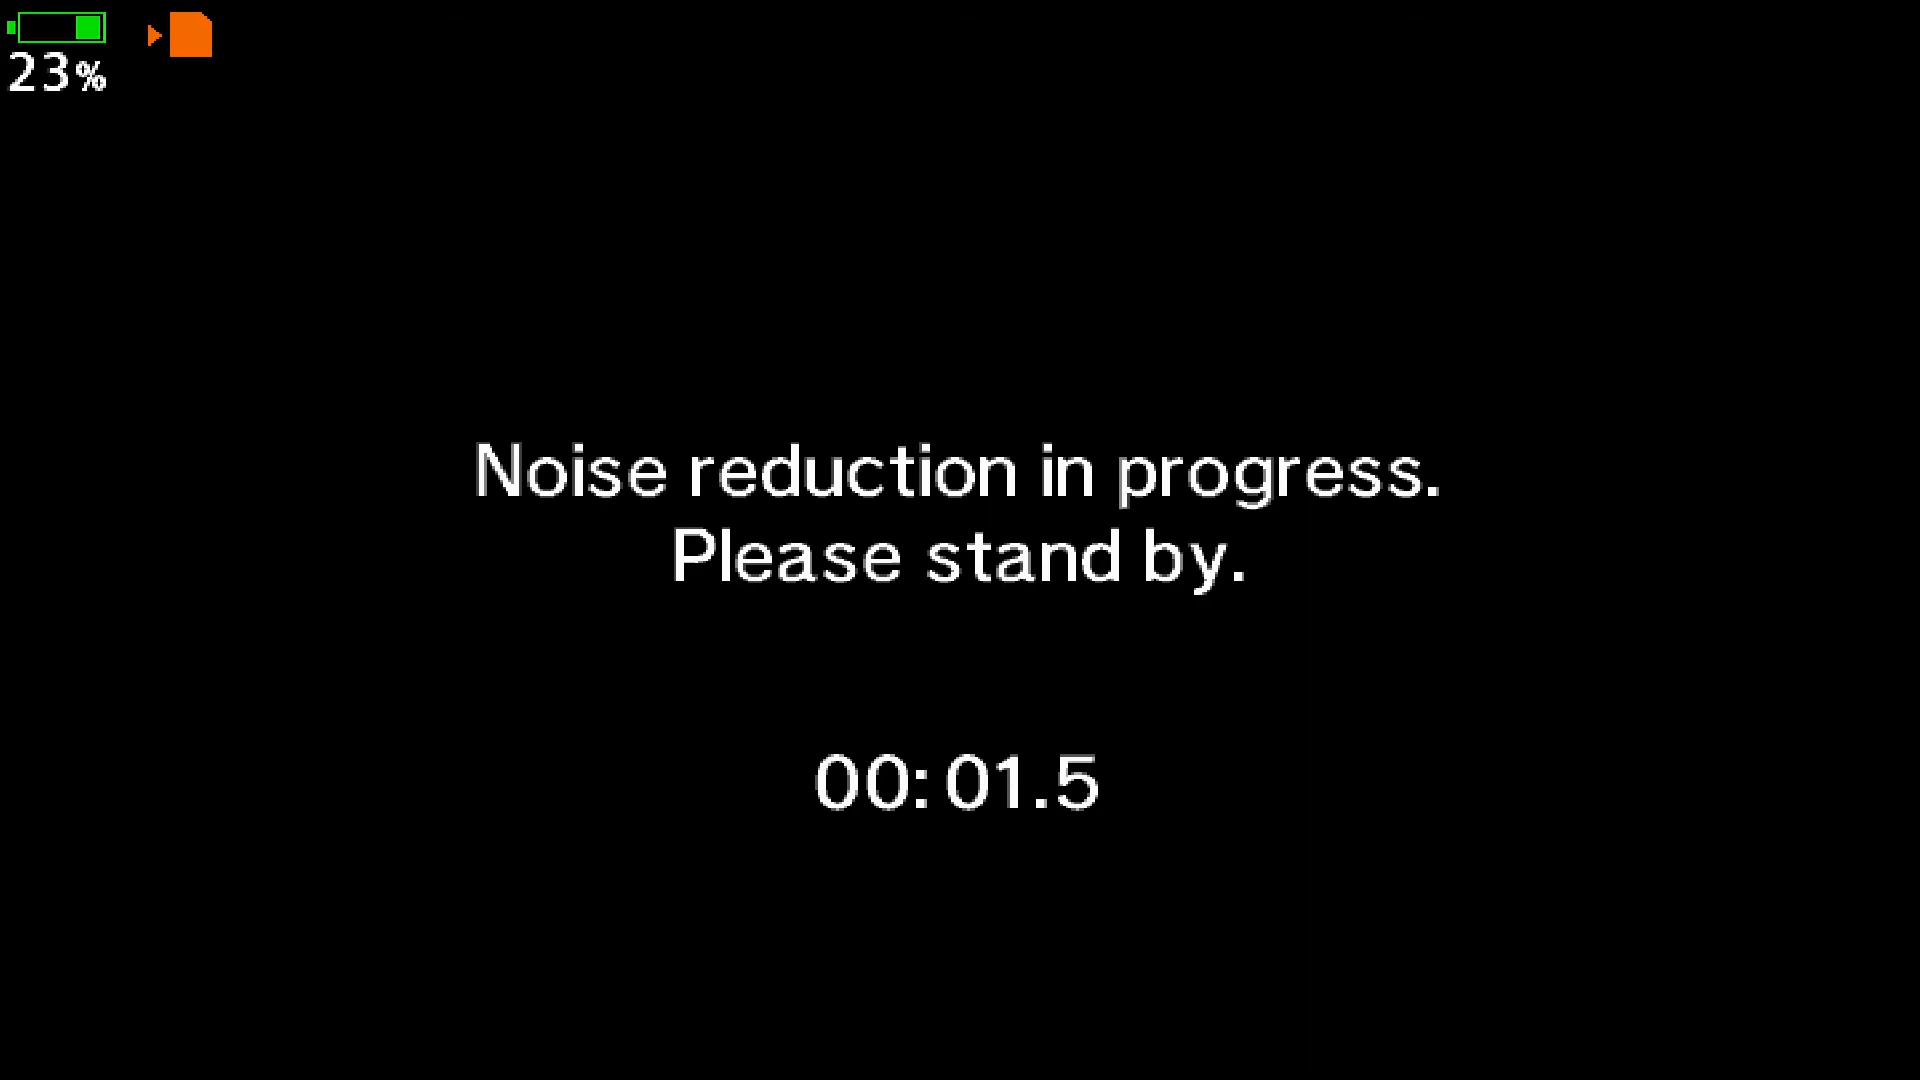 23%
Noise reduction in progress.
Please stand by.
00:01.5